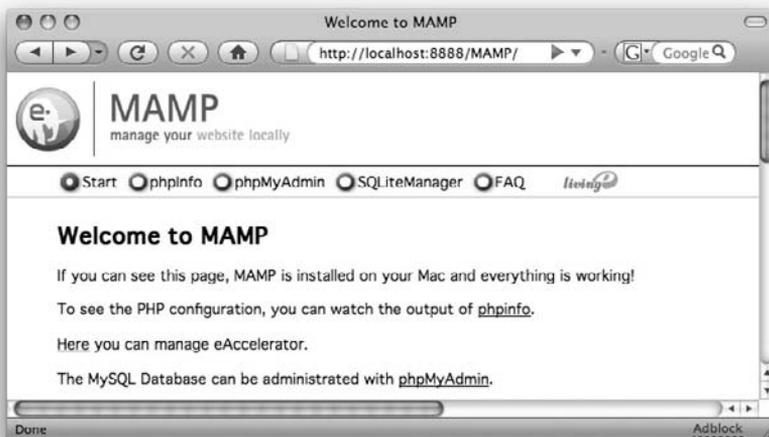 Welcome to MAMP
http://localhost:8888/MAMP/
G
Google
e.
MAMP
manage your website locally
Start phpInfo phpMyAdmin SQLiteManager FAQ living e
Welcome to MAMP
If you can see this page, MAMP is installed on your Mac and everything is working!
To see the PHP configuration, you can watch the output of phpinfo.
Here you can manage eAccelerator.
The MySQL Database can be administrated with phpMyAdmin.
Done
Adblock